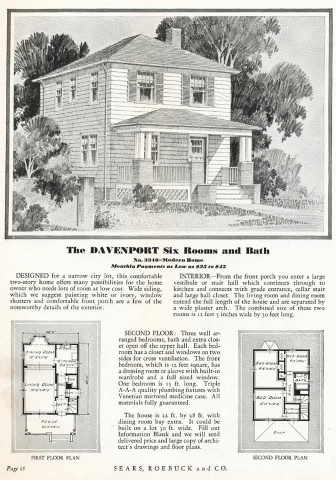 The DAVENPORT Six Rooms and Bath
No. 3346—Modern Home
Monthly Payments as Low as $35 to $45
DESIGNED for a narrow city lot, this comfortable
two-story home offers many possibilities for the home
owner who needs lots of room at low cost. Wide siding,
which we suggest painting white or ivory, window
shutters and comfortable front porch are a few of the
noteworthy details of the exterior.
INTERIOR—From the front porch you enter a large
vestibule or stair hall which continues through to
kitchen and connects with grade entrance, cellar stair
and large hall closet. The living room and dining room
extend the full length of the house and are separated by
a wide plaster arch. The combined size of these two
rooms is 12 feet 5 inches wide by 30 feet long.
SECOND FLOOR: Three well ar-
ranged bedrooms, bath and extra clos-
et open off the upper hall. Each bed-
room has a closet and windows on two
sides for cross ventilation. The front
bedroom, which is 12 feet square, has
a dressing room or alcove with built-in
wardrobe and a full sized window.
One bedroom is 15 ft. long. Triple
A-A-A quality plumbing fixtures with
Venetian mirrored medicine case. All
materials fully guaranteed.
The house is 22 ft. by 28 ft. with
dining room bay extra. It could be
built on a lot 30 ft. wide. Fill out
Information Blank and we will send
delivered price and large copy of archi-
tect's drawings and floor plans.
FIRST FLOOR PLAN
SECOND FLOOR PLAN
Page 68
SEARS, ROEBUCK and CO.